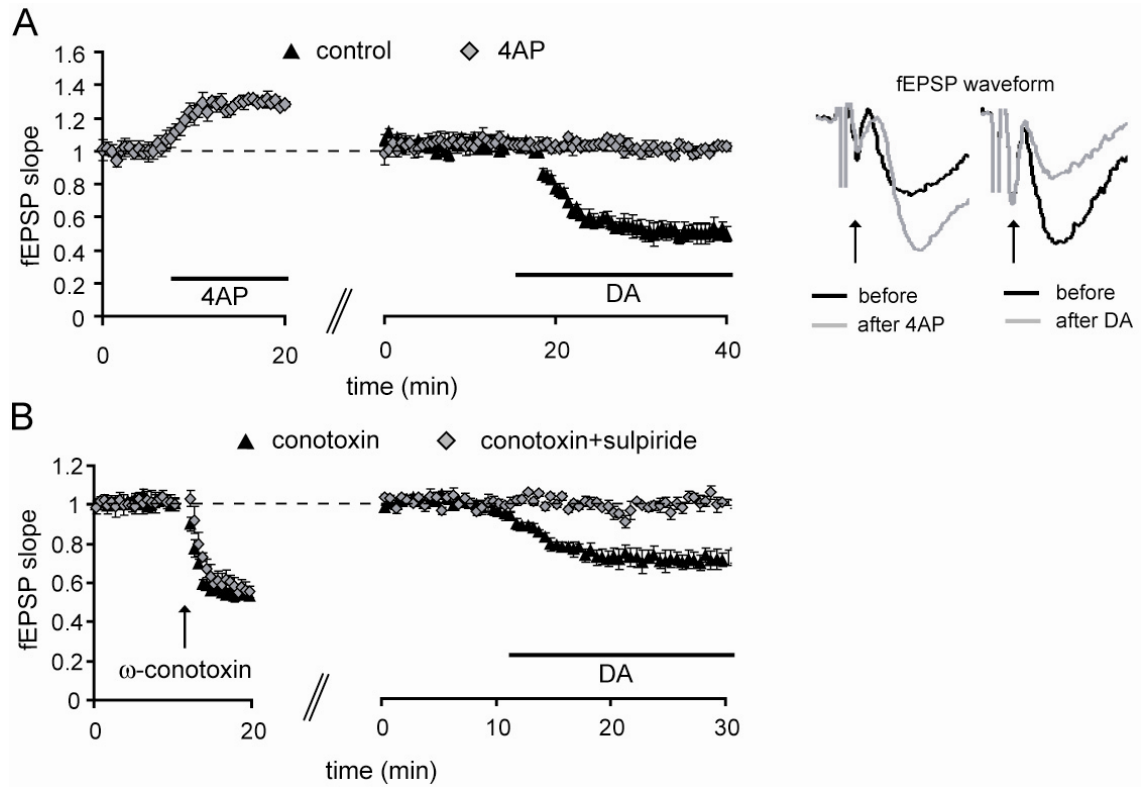 A
control 4AP
1.6
1.4
1.2
1
0.8
0.6
0.4
0.2
0
fEPSP slope
4AP
DA
0 20 0 20 40
time (min)
fEPSP waveform
before before
after 4AP after DA
B
conotoxin conotoxin+sulpiride
1.2
1
0.8
0.6
0.4
0.2
0
fEPSP slope
ω-conotoxin
DA
0 20 0 10 20 30
time (min)